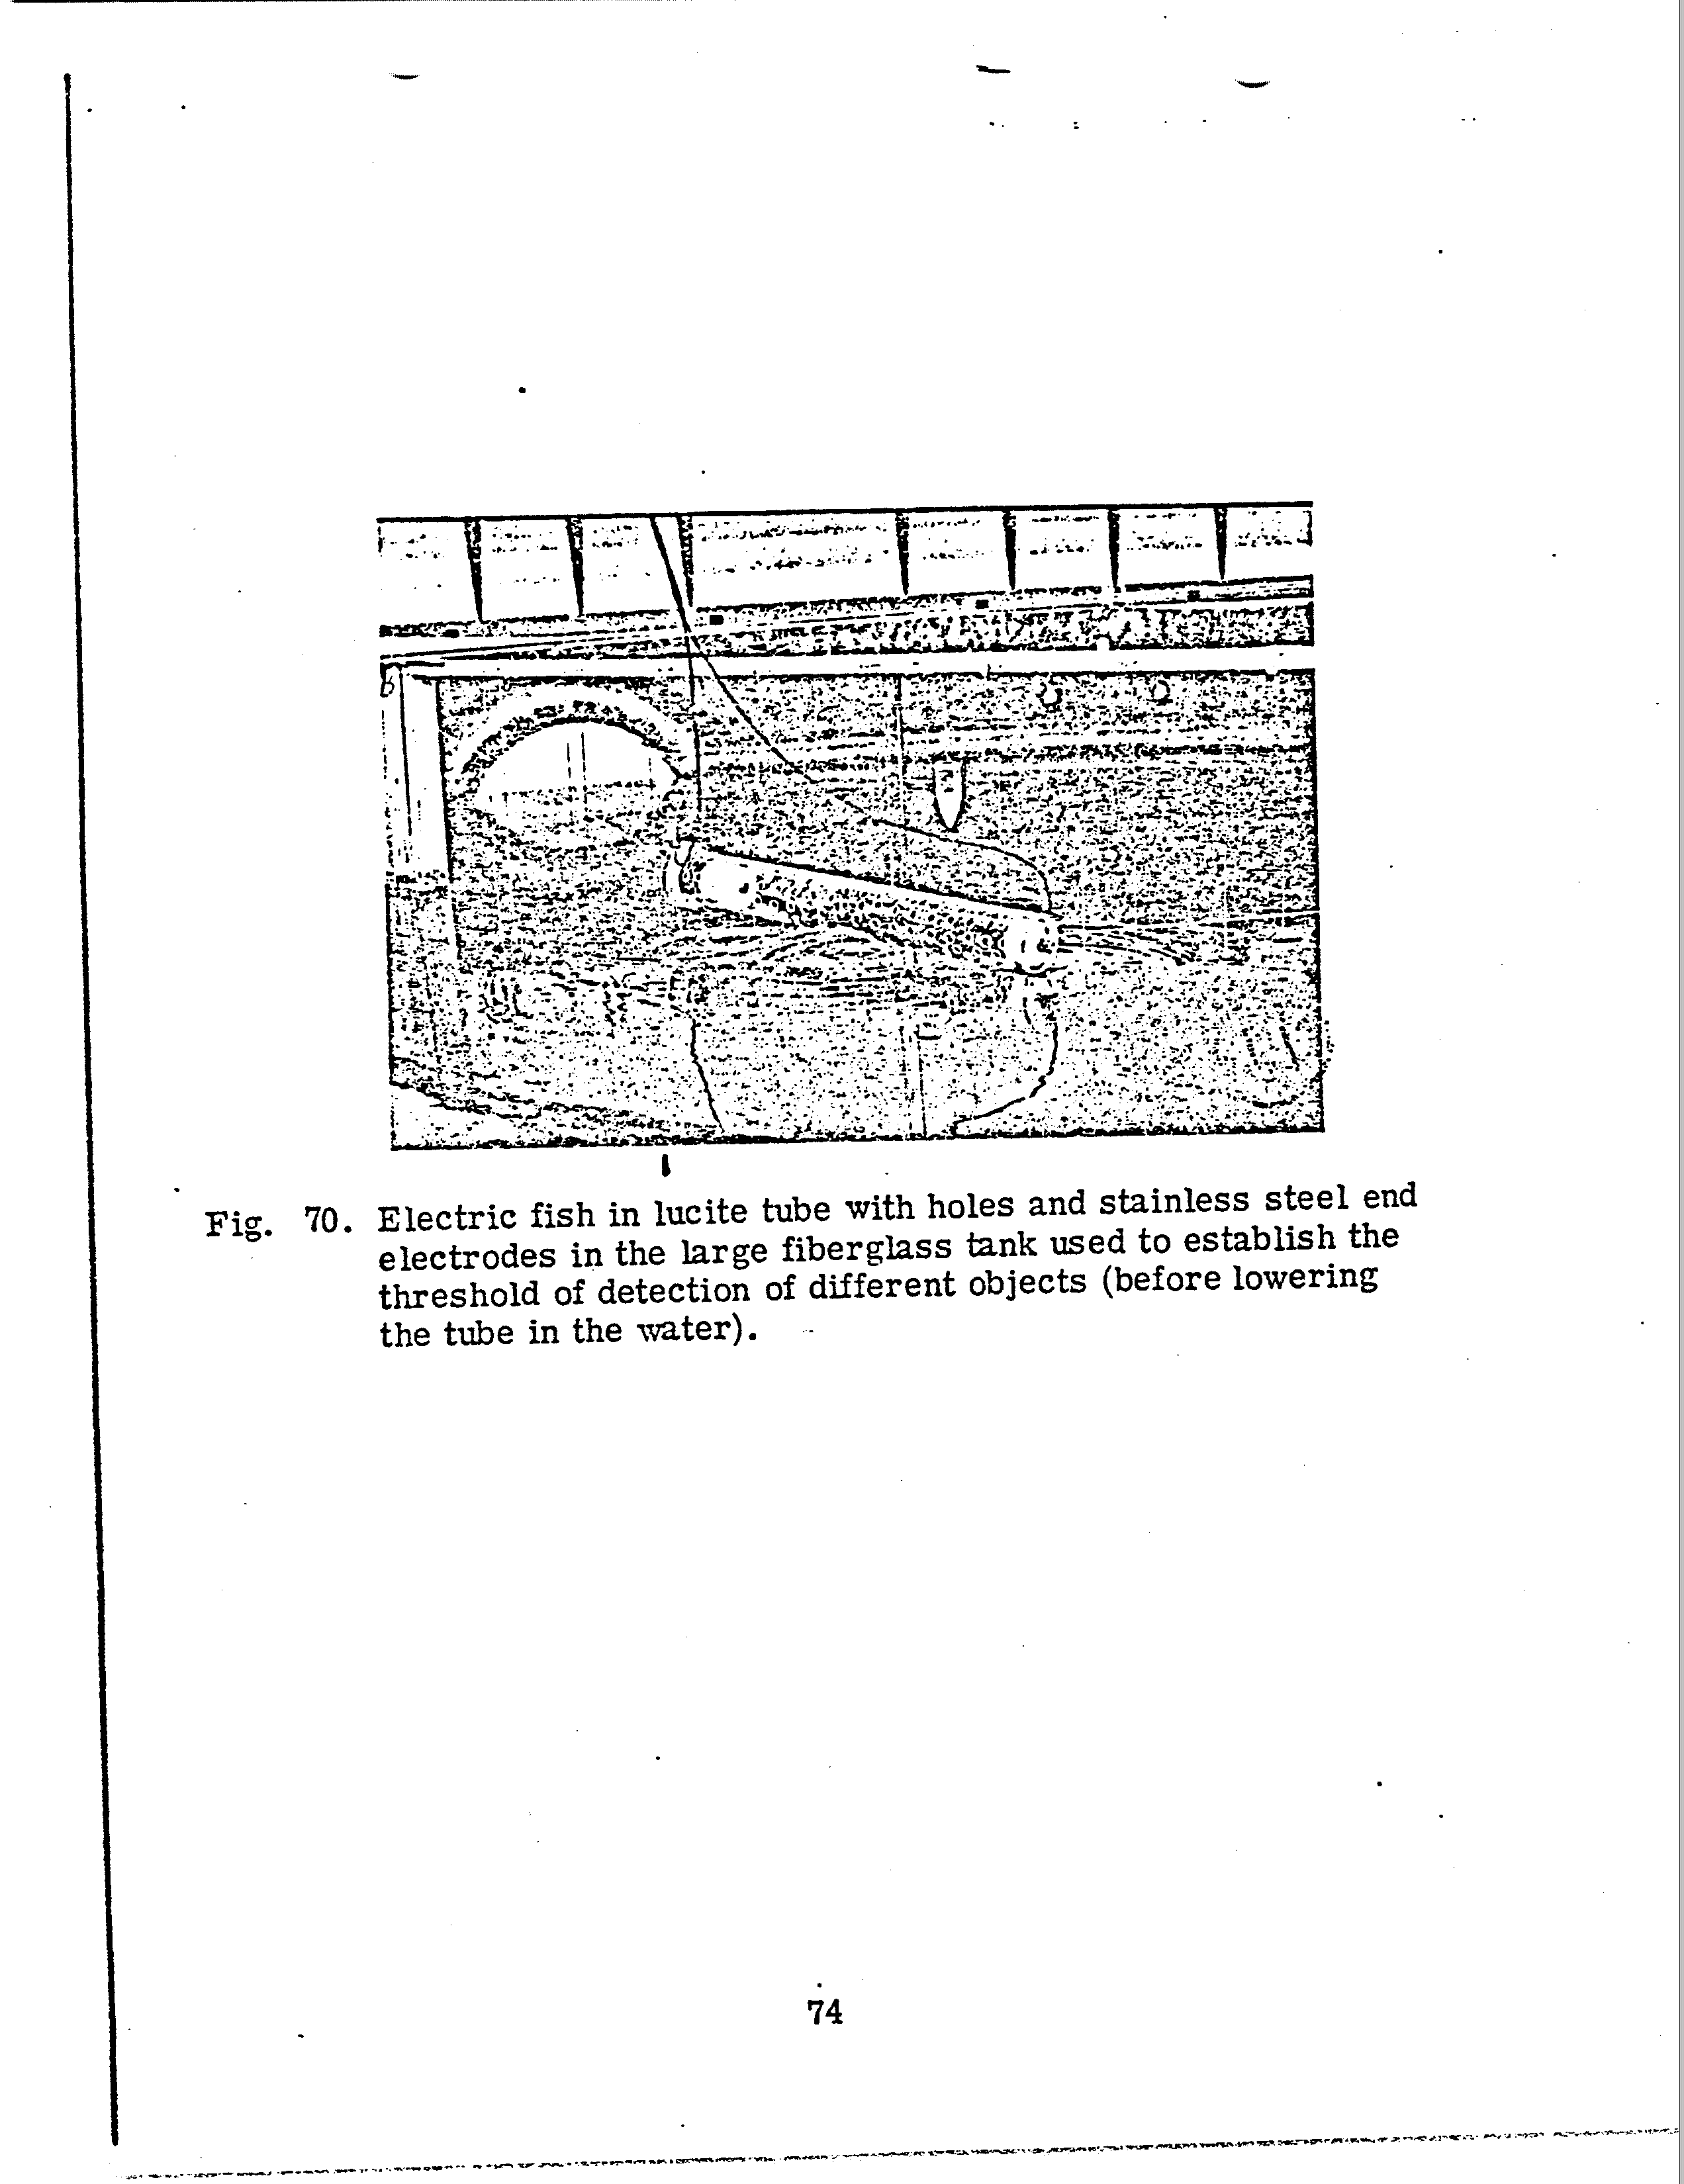 Fig. 70. Electric fish in lucite tube with holes and stainless steel end
electrodes in the large fiberglass tank used to establish the
threshold of detection of different objects (before lowering
the tube in the water).
74